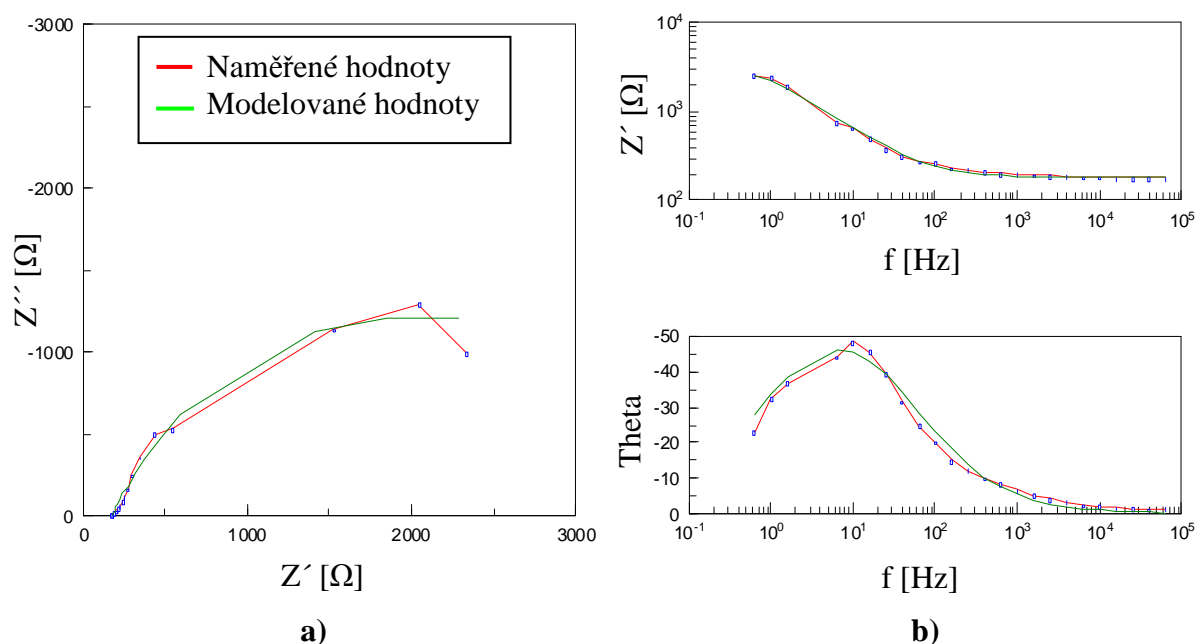 -3000
Naměřené hodnoty
Modelované hodnoty
-2000
Z´´ [Ω]
-1000
0
0 1000 2000 3000
Z´ [Ω]
a)
10⁴
Z´ [Ω]
10³
10²
10⁻¹ 10⁰ 10¹ 10² 10³ 10⁴ 10⁵
f [Hz]
-50
-40
-30
Theta
-20
-10
0
10⁻¹ 10⁰ 10¹ 10² 10³ 10⁴ 10⁵
f [Hz]
b)